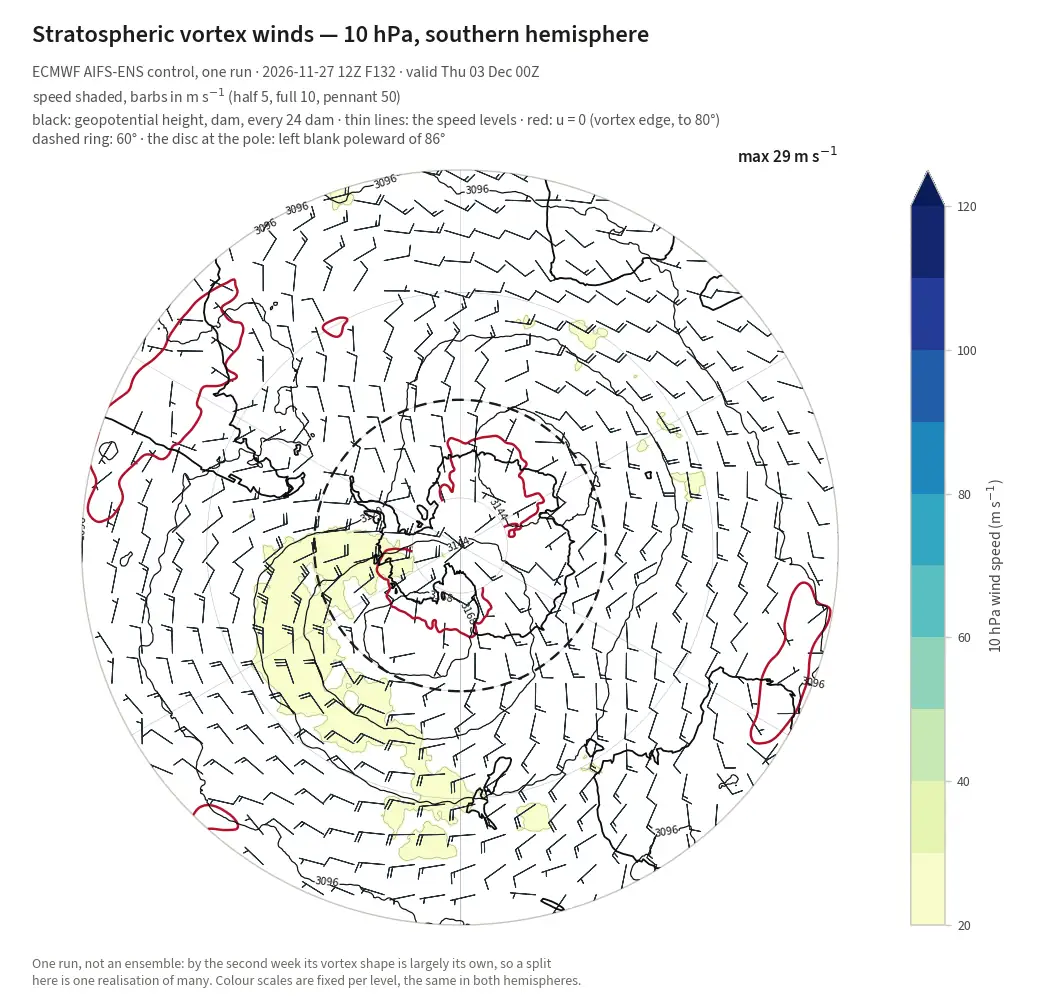 Stratospheric vortex winds — 10 hPa, southern hemisphere
ECMWF AIFS-ENS control, one run · 2026-11-27 12Z F132 · valid Thu 03 Dec 00Z
speed shaded, barbs in m s⁻¹ (half 5, full 10, pennant 50)
black: geopotential height, dam, every 24 dam · thin lines: the speed levels · red: u = 0 (vortex edge, to 80°)
dashed ring: 60° · the disc at the pole: left blank poleward of 86°
max 29 m s⁻¹
3096
3096
3096
3096
3144
3096
3096
3096
120
100
80
60
40
20
10 hPa wind speed (m s⁻¹)
One run, not an ensemble: by the second week its vortex shape is largely its own, so a split
here is one realisation of many. Colour scales are fixed per level, the same in both hemispheres.